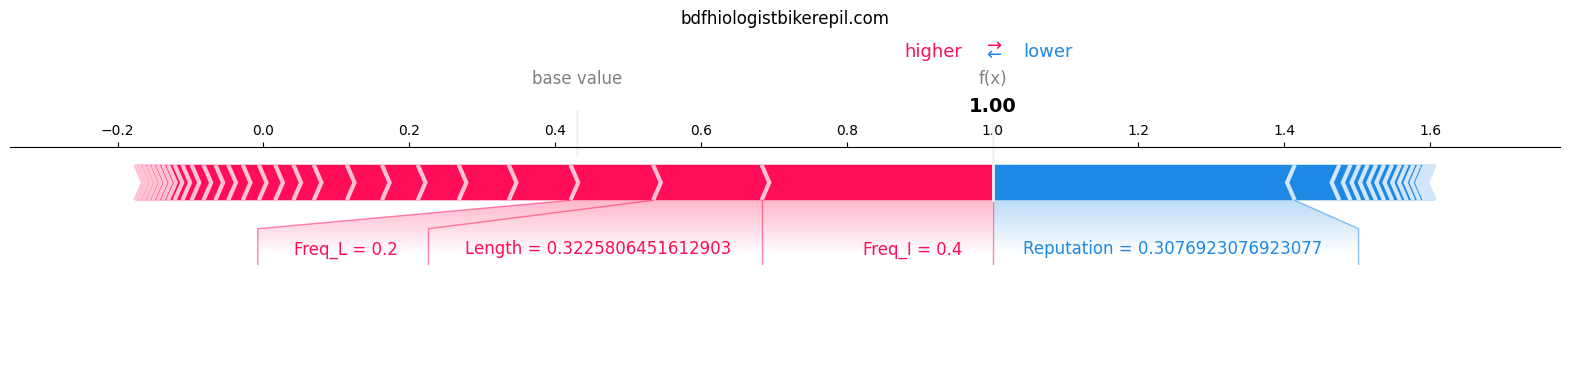 bdfhiologistbikerepil.com
higher ⇄ lower
base value f(x)
1.00
−0.2 0.0 0.2 0.4 0.6 0.8 1.0 1.2 1.4 1.6
Freq_L = 0.2 Length = 0.3225806451612903 Freq_I = 0.4 Reputation = 0.3076923076923077